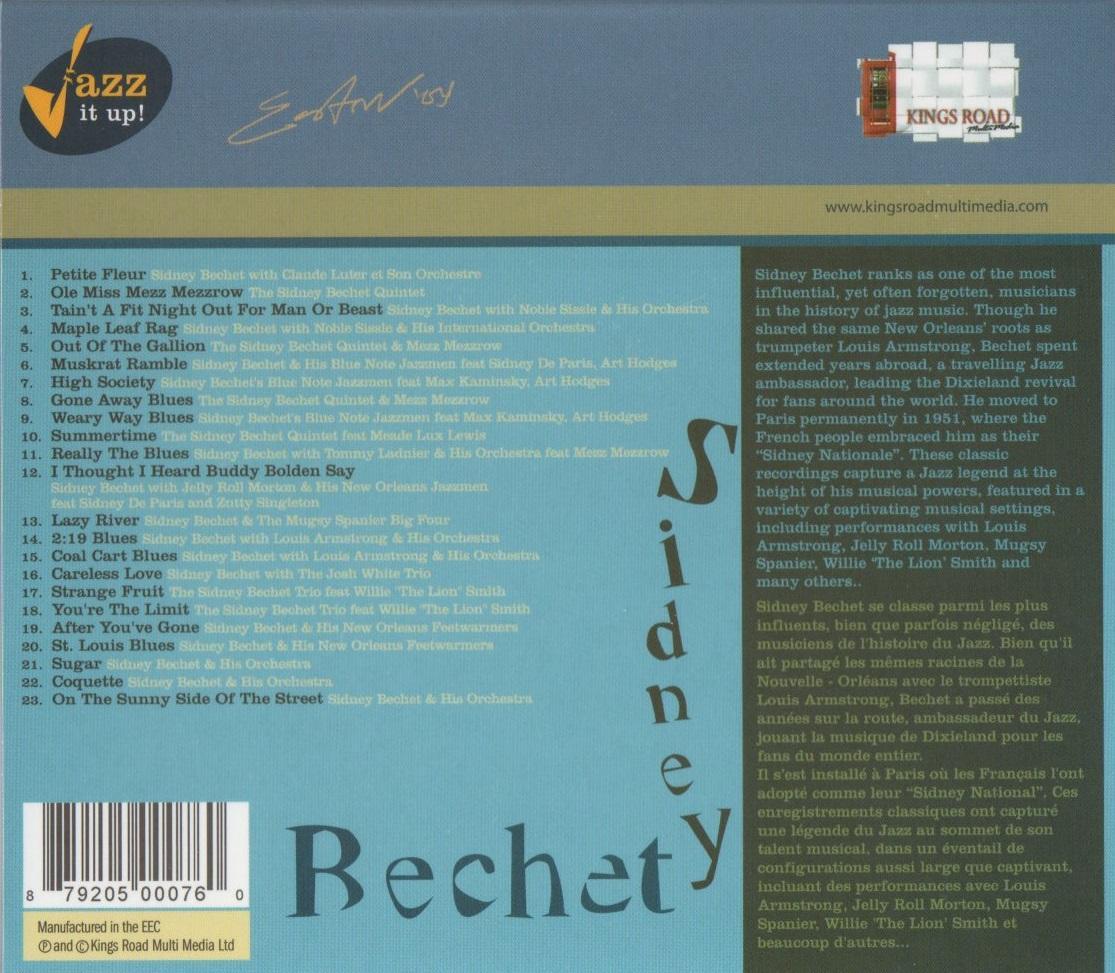 Jazz
it up!
KINGS ROAD
MultiMedia
www.kingsroadmultimedia.com
1. Petite Fleur Sidney Bechet with Claude Luter et Son Orchestre
2. Ole Miss Mezz Mezzrow The Sidney Bechet Quintet
3. Tain't A Fit Night Out For Man Or Beast Sidney Bechet with Noble Sissle & His Orchestra
4. Maple Leaf Rag Sidney Bechet with Noble Sissle & His International Orchestra
5. Out Of The Gallion The Sidney Bechet Quintet & Mezz Mezzrow
6. Muskrat Ramble Sidney Bechet & His Blue Note Jazzmen feat Sidney De Paris, Art Hodges
7. High Society Sidney Bechet's Blue Note Jazzmen feat Max Kaminsky, Art Hodges
8. Gone Away Blues The Sidney Bechet Quintet & Mezz Mezzrow
9. Weary Way Blues Sidney Bechet's Blue Note Jazzmen feat Max Kaminsky, Art Hodges
10. Summertime The Sidney Bechet Quintet feat Meade Lux Lewis
11. Really The Blues Sidney Bechet with Tommy Ladnier & His Orchestra feat Mezz Mezzrow
12. I Thought I Heard Buddy Bolden Say
Sidney Bechet with Jelly Roll Morton & His New Orleans Jazzmen
feat Sidney De Paris and Zutty Singleton
13. Lazy River Sidney Bechet & The Mugsy Spanier Big Four
14. 2:19 Blues Sidney Bechet with Louis Armstrong & His Orchestra
15. Coal Cart Blues Sidney Bechet with Louis Armstrong & His Orchestra
16. Careless Love Sidney Bechet with The Josh White Trio
17. Strange Fruit The Sidney Bechet Trio feat Willie "The Lion" Smith
18. You're The Limit The Sidney Bechet Trio feat Willie "The Lion" Smith
19. After You've Gone Sidney Bechet & His New Orleans Feetwarmers
20. St. Louis Blues Sidney Bechet & His New Orleans Feetwarmers
21. Sugar Sidney Bechet & His Orchestra
22. Coquette Sidney Bechet & His Orchestra
23. On The Sunny Side Of The Street Sidney Bechet & His Orchestra
Sidney
Bechet
Sidney Bechet ranks as one of the most
influential, yet often forgotten, musicians
in the history of jazz music. Though he
shared the same New Orleans' roots as
trumpeter Louis Armstrong, Bechet spent
extended years abroad, a travelling Jazz
ambassador, leading the Dixieland revival
for fans around the world. He moved to
Paris permanently in 1951, where the
French people embraced him as their
“Sidney Nationale”. These classic
recordings capture a Jazz legend at the
height of his musical powers, featured in a
variety of captivating musical settings,
including performances with Louis
Armstrong, Jelly Roll Morton, Mugsy
Spanier, Willie 'The Lion' Smith and
many others..
Sidney Bechet se classe parmi les plus
influents, bien que parfois négligé, des
musiciens de l'histoire du Jazz. Bien qu'il
ait partagé les mêmes racines de la
Nouvelle - Orléans avec le trompettiste
Louis Armstrong, Bechet a passé des
années sur la route, ambassadeur du Jazz,
jouant la musique de Dixieland pour les
fans du monde entier.
Il s'est installé à Paris où les Français l'ont
adopté comme leur “Sidney National”. Ces
enregistrements classiques ont capturé
une légende du Jazz au sommet de son
talent musical, dans un éventail de
configurations aussi large que captivant,
incluant des performances avec Louis
Armstrong, Jelly Roll Morton, Mugsy
Spanier, Willie 'The Lion' Smith et
beaucoup d'autres...
8 79205 00076 0
Manufactured in the EEC
℗ and © Kings Road Multi Media Ltd